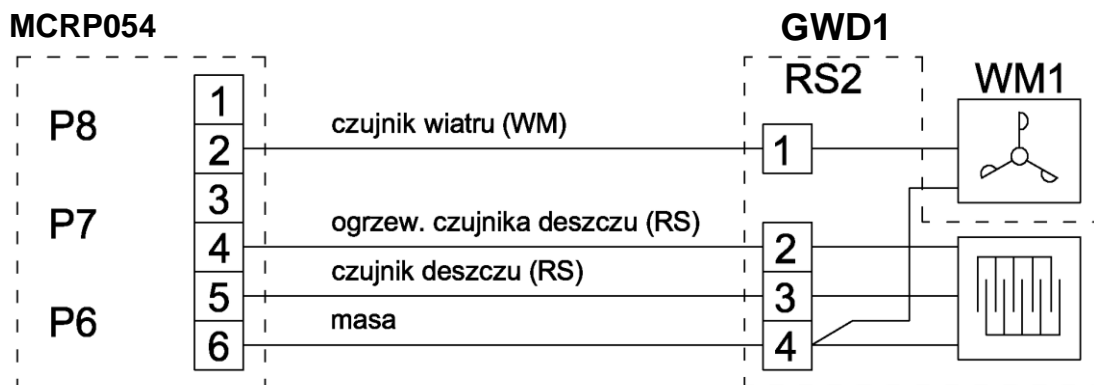 MCRP054
GWD1
RS2
WM1
P8
1
czujnik wiatru (WM)
1
2
3
P7
ogrzew. czujnika deszczu (RS)
4
2
czujnik deszczu (RS)
5
3
P6
masa
6
4